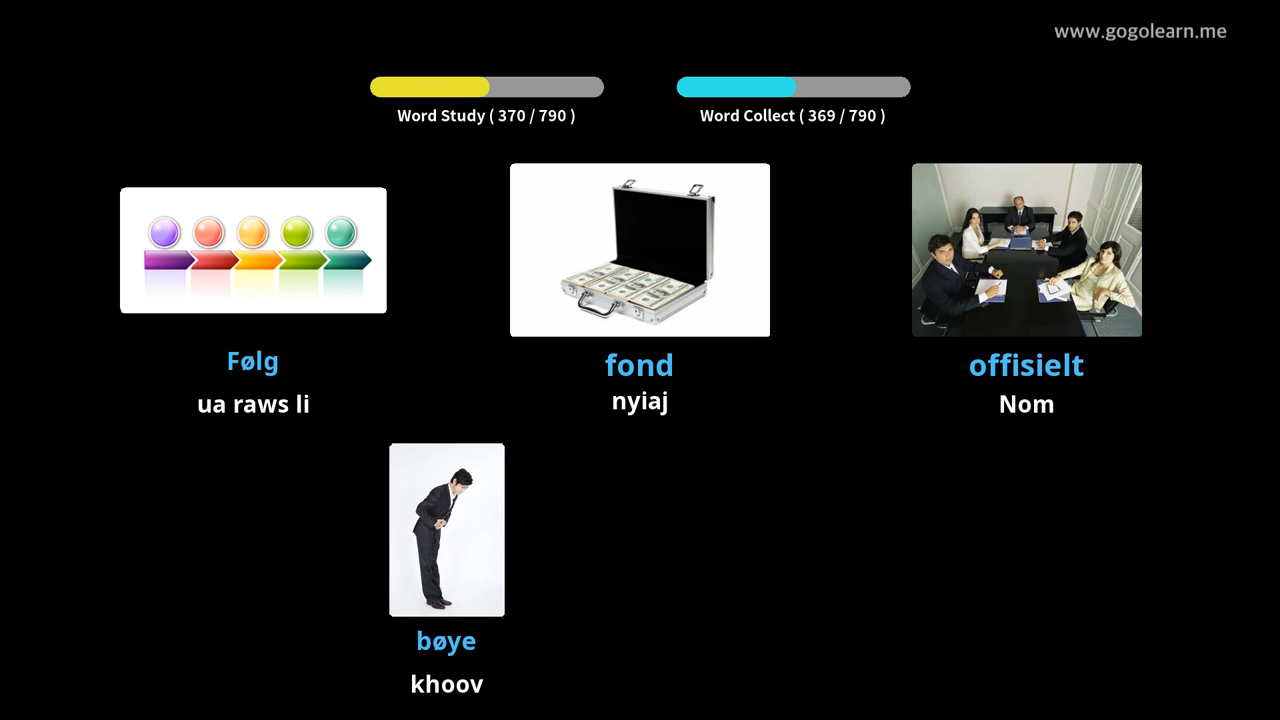 www.gogolearn.me
Word Study ( 370 / 790 )
Word Collect ( 369 / 790 )
Følg
ua raws li
fond
nyiaj
offisielt
Nom
bøye
khoov